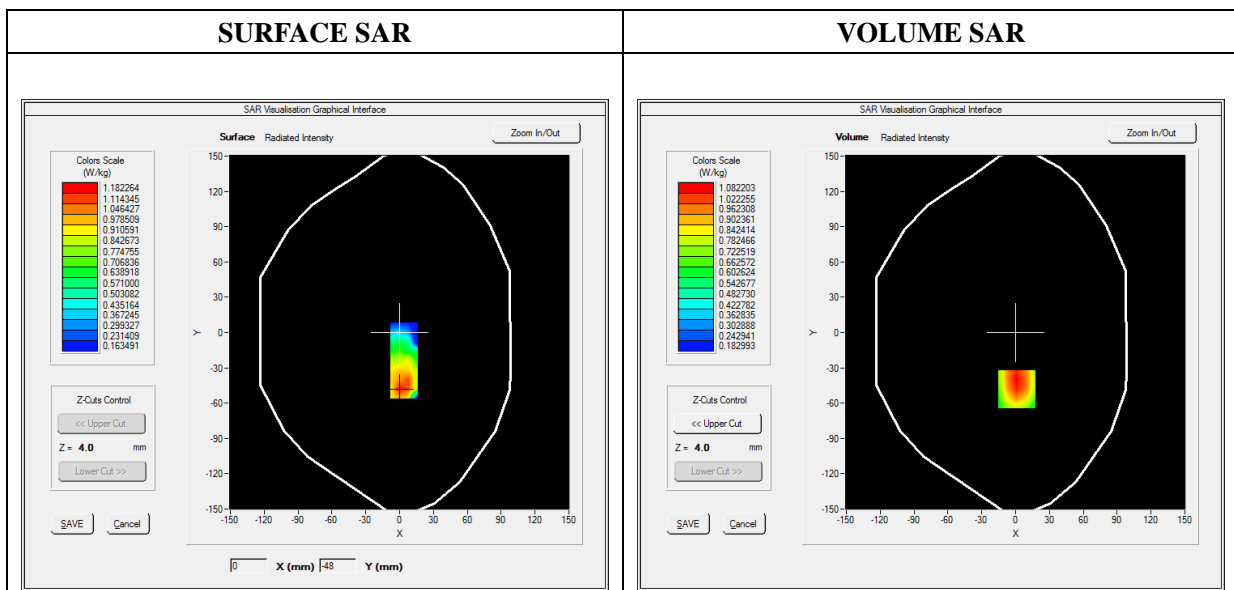 SURFACE SAR
VOLUME SAR
SAR Visualisation Graphical Interface
Surface Radiated Intensity
Zoom In/Out
Colors Scale
(W/kg)
1.182264
1.114345
1.046427
0.978509
0.910591
0.842673
0.774755
0.706836
0.638918
0.571000
0.503082
0.435164
0.367245
0.299327
0.231409
0.163491
Z-Cuts Control
<< Upper Cut
Z = 4.0 mm
Lower Cut >>
SAVE Cancel
150
120
90
60
30
0
-30
-60
-90
-120
-150
Y
-150 -120 -90 -60 -30 0 30 60 90 120 150
X
0 X (mm) -48 Y (mm)
SAR Visualisation Graphical Interface
Volume Radiated Intensity
Zoom In/Out
Colors Scale
(W/kg)
1.082203
1.022255
0.962308
0.902361
0.842414
0.782466
0.722519
0.662572
0.602624
0.542677
0.482730
0.422782
0.362835
0.302888
0.242941
0.182993
Z-Cuts Control
<< Upper Cut
Z = 4.0 mm
Lower Cut >>
SAVE Cancel
150
120
90
60
30
0
-30
-60
-90
-120
-150
Y
-150 -120 -90 -60 -30 0 30 60 90 120 150
X